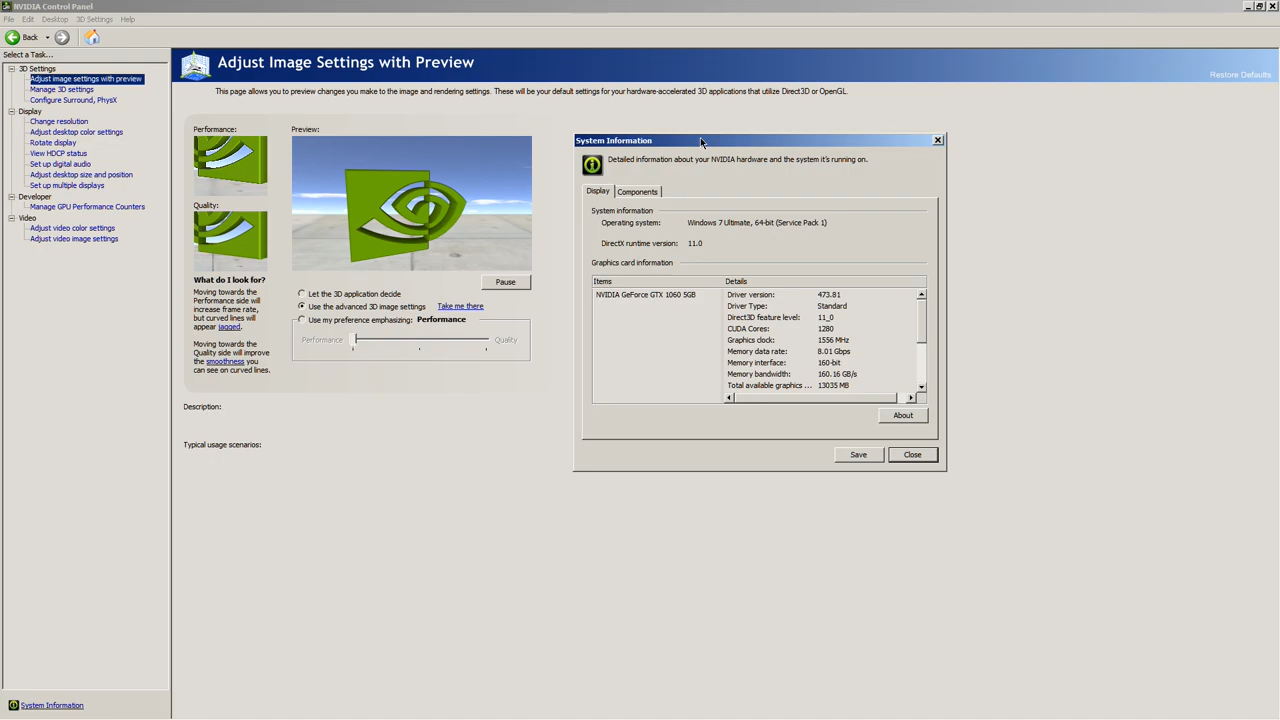 NVIDIA Control Panel
File Edit Desktop 3D Settings Help
Back
Select a Task...
3D Settings
Adjust image settings with preview
Manage 3D settings
Configure Surround, PhysX
Display
Change resolution
Adjust desktop color settings
Rotate display
View HDCP status
Set up digital audio
Adjust desktop size and position
Set up multiple displays
Developer
Manage GPU Performance Counters
Video
Adjust video color settings
Adjust video image settings
System Information
Adjust Image Settings with Preview
Restore Defaults
This page allows you to preview changes you make to the image and rendering settings. These will be your default settings for your hardware-accelerated 3D applications that utilize Direct3D or OpenGL.
Performance:
Quality:
What do I look for?
Moving towards the
Performance side will
increase frame rate,
but curved lines will
appear jagged.
Moving towards the
Quality side will improve
the smoothness you
can see on curved lines.
Preview:
Pause
Let the 3D application decide
Use the advanced 3D image settings Take me there
Use my preference emphasizing: Performance
Performance Quality
Description:
Typical usage scenarios:
System Information
Detailed information about your NVIDIA hardware and the system it's running on.
Display Components
System information
Operating system: Windows 7 Ultimate, 64-bit (Service Pack 1)
DirectX runtime version: 11.0
Graphics card information
Items Details
NVIDIA GeForce GTX 1060 5GB
Driver version: 473.81
Driver Type: Standard
Direct3D feature level: 11_0
CUDA Cores: 1280
Graphics clock: 1556 MHz
Memory data rate: 8.01 Gbps
Memory interface: 160-bit
Memory bandwidth: 160.16 GB/s
Total available graphics ... 13035 MB
About
Save Close